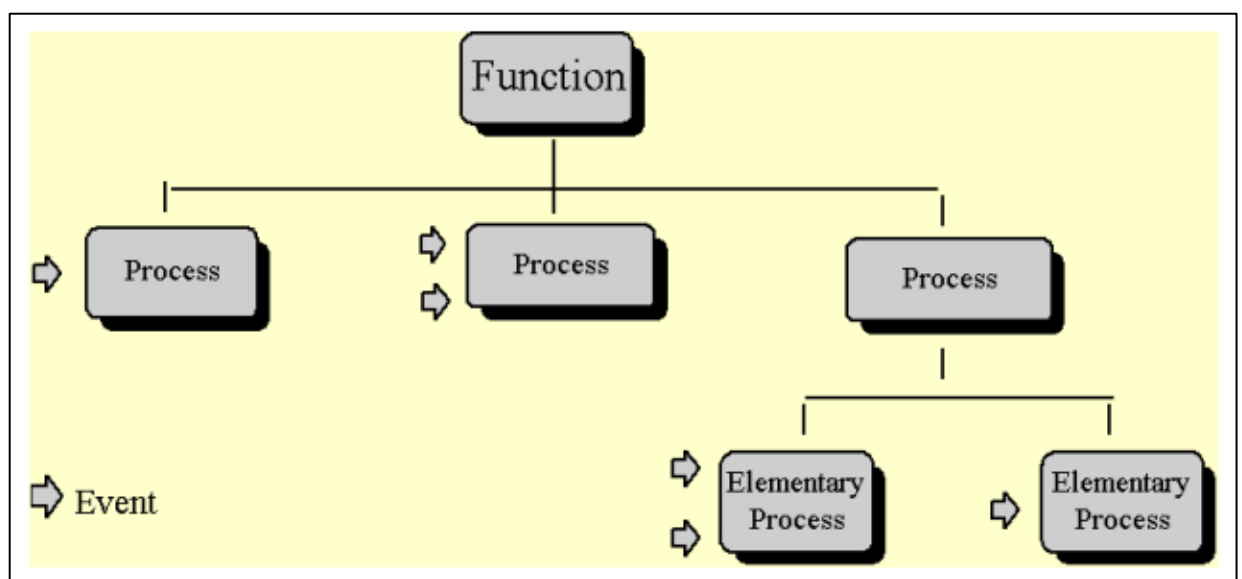 Function
Process
Process
Process
Elementary
Process
Elementary
Process
Event